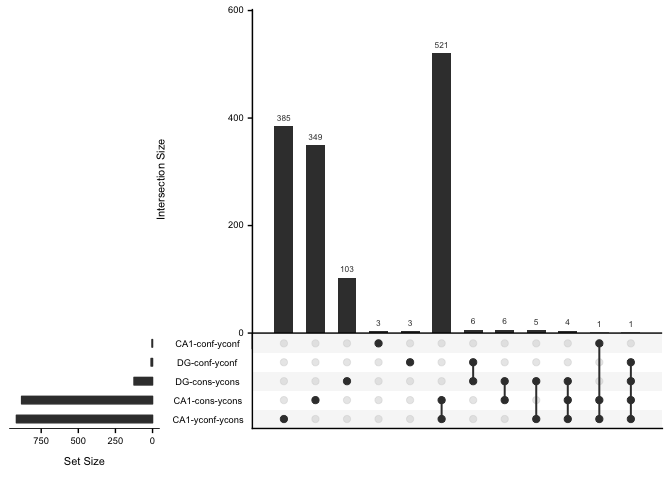 600
521
400
385
349
Intersection Size
200
103
3 3 6 6 5 4 1 1
0
CA1-conf-yconf
DG-conf-yconf
DG-cons-ycons
CA1-cons-ycons
CA1-yconf-ycons
750 500 250 0
Set Size